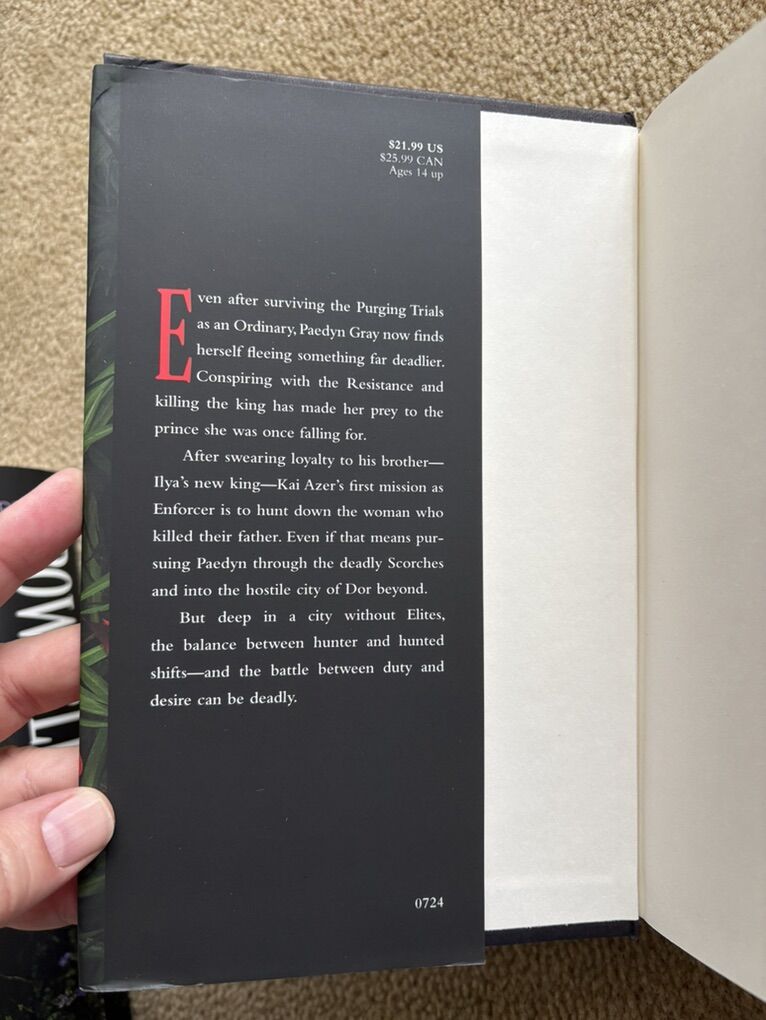 $21.99 US
$25.99 CAN
Ages 14 up
Even after surviving the Purging Trials
as an Ordinary, Paedyn Gray now finds
herself fleeing something far deadlier.
Conspiring with the Resistance and
killing the king has made her prey to the
prince she was once falling for.
After swearing loyalty to his brother—
Ilya's new king—Kai Azer's first mission as
Enforcer is to hunt down the woman who
killed their father. Even if that means pur-
suing Paedyn through the deadly Scorches
and into the hostile city of Dor beyond.
But deep in a city without Elites,
the balance between hunter and hunted
shifts—and the battle between duty and
desire can be deadly.
0724